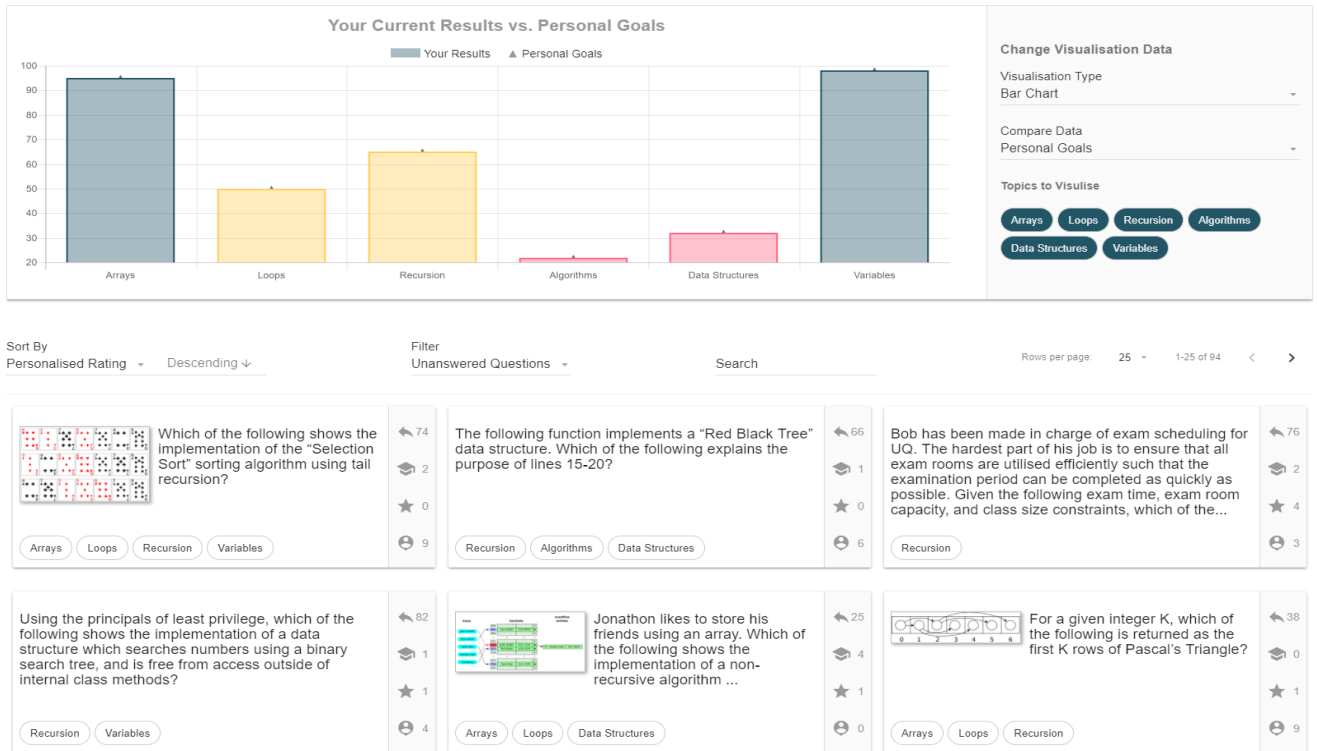 Your Current Results vs. Personal Goals
Your Results
Personal Goals
100
90
80
70
60
50
40
30
20
Arrays
Loops
Recursion
Algorithms
Data Structures
Variables
Change Visualisation Data
Visualisation Type
Bar Chart
Compare Data
Personal Goals
Topics to Visulise
Arrays Loops Recursion Algorithms
Data Structures Variables
Sort By
Personalised Rating
Descending
Filter
Unanswered Questions
Search
Rows per page: 25 1-25 of 94
Which of the following shows the
implementation of the “Selection
Sort” sorting algorithm using tail
recursion?
74
2
0
9
Arrays Loops Recursion Variables
The following function implements a “Red Black Tree”
data structure. Which of the following explains the
purpose of lines 15-20?
66
1
0
6
Recursion Algorithms Data Structures
Bob has been made in charge of exam scheduling for
UQ. The hardest part of his job is to ensure that all
exam rooms are utilised efficiently such that the
examination period can be completed as quickly as
possible. Given the following exam time, exam room
capacity, and class size constraints, which of the...
76
2
4
3
Recursion
Using the principals of least privilege, which of the
following shows the implementation of a data
structure which searches numbers using a binary
search tree, and is free from access outside of
internal class methods?
82
1
1
4
Recursion Variables
Jonathon likes to store his
friends using an array. Which of
the following shows the
implementation of a non-
recursive algorithm ...
25
4
1
0
Arrays Loops Data Structures
0 1 2 3 4 5 6
For a given integer K, which of
the following is returned as the
first K rows of Pascal’s Triangle?
38
0
1
9
Arrays Loops Recursion